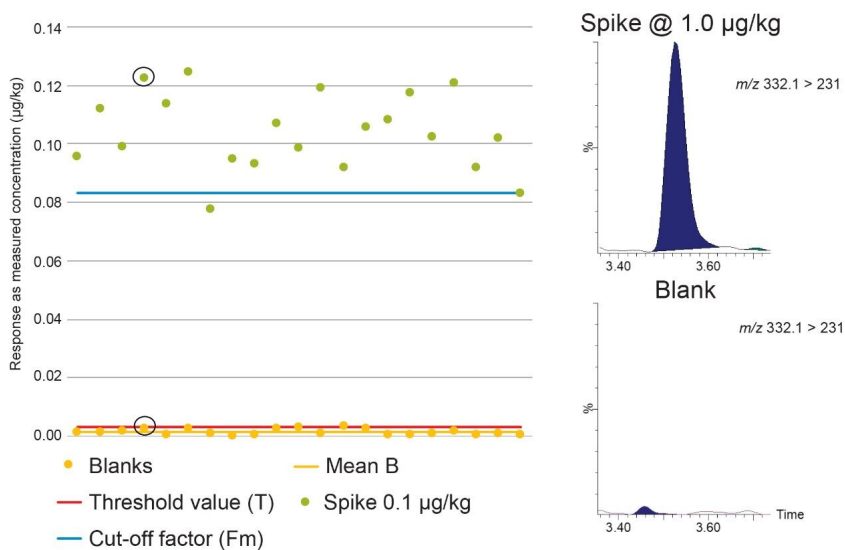 Response as measured concentration (µg/kg)
0.14
0.12
0.10
0.08
0.06
0.04
0.02
0.00
Blanks
Mean B
Threshold value (T)
Spike 0.1 µg/kg
Cut-off factor (Fm)
Spike @ 1.0 µg/kg
m/z 332.1 > 231
%
3.40
3.60
Blank
m/z 332.1 > 231
%
3.40
3.60
Time